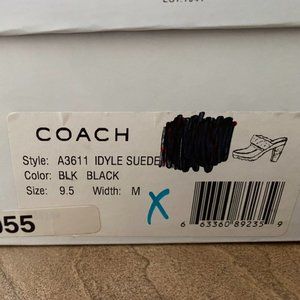 COACH
Style: A3611 IDYLE SUEDE
Color: BLK BLACK
Size: 9.5 Width: M
X
055
6 63360 89235 9